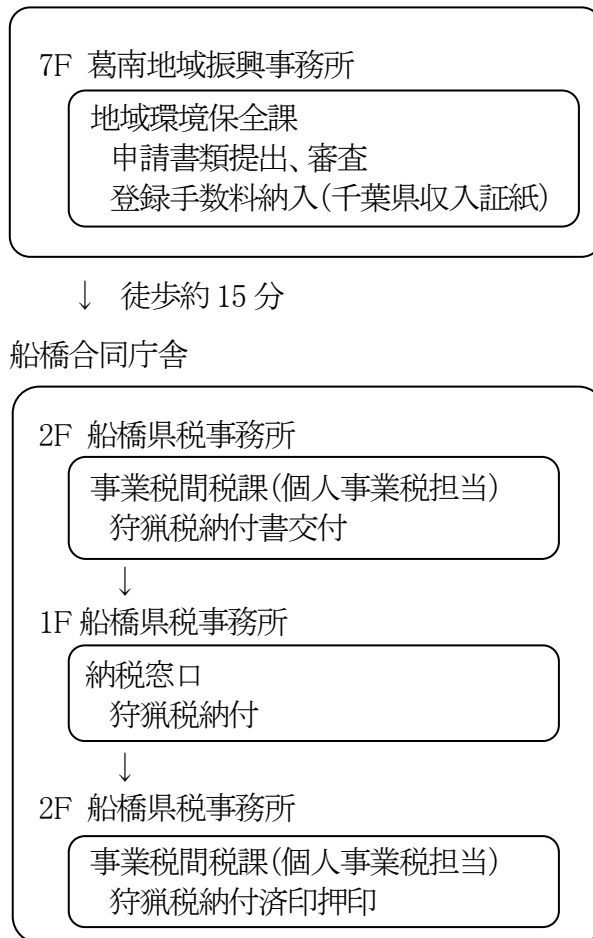 7F 葛南地域振興事務所
地域環境保全課
申請書類提出、審査
登録手数料納入(千葉県収入証紙)
↓ 徒歩約15分
船橋合同庁舎
2F 船橋県税事務所
事業税間税課(個人事業税担当)
狩猟税納付書交付
↓
1F 船橋県税事務所
納税窓口
狩猟税納付
↓
2F 船橋県税事務所
事業税間税課(個人事業税担当)
狩猟税納付済印押印